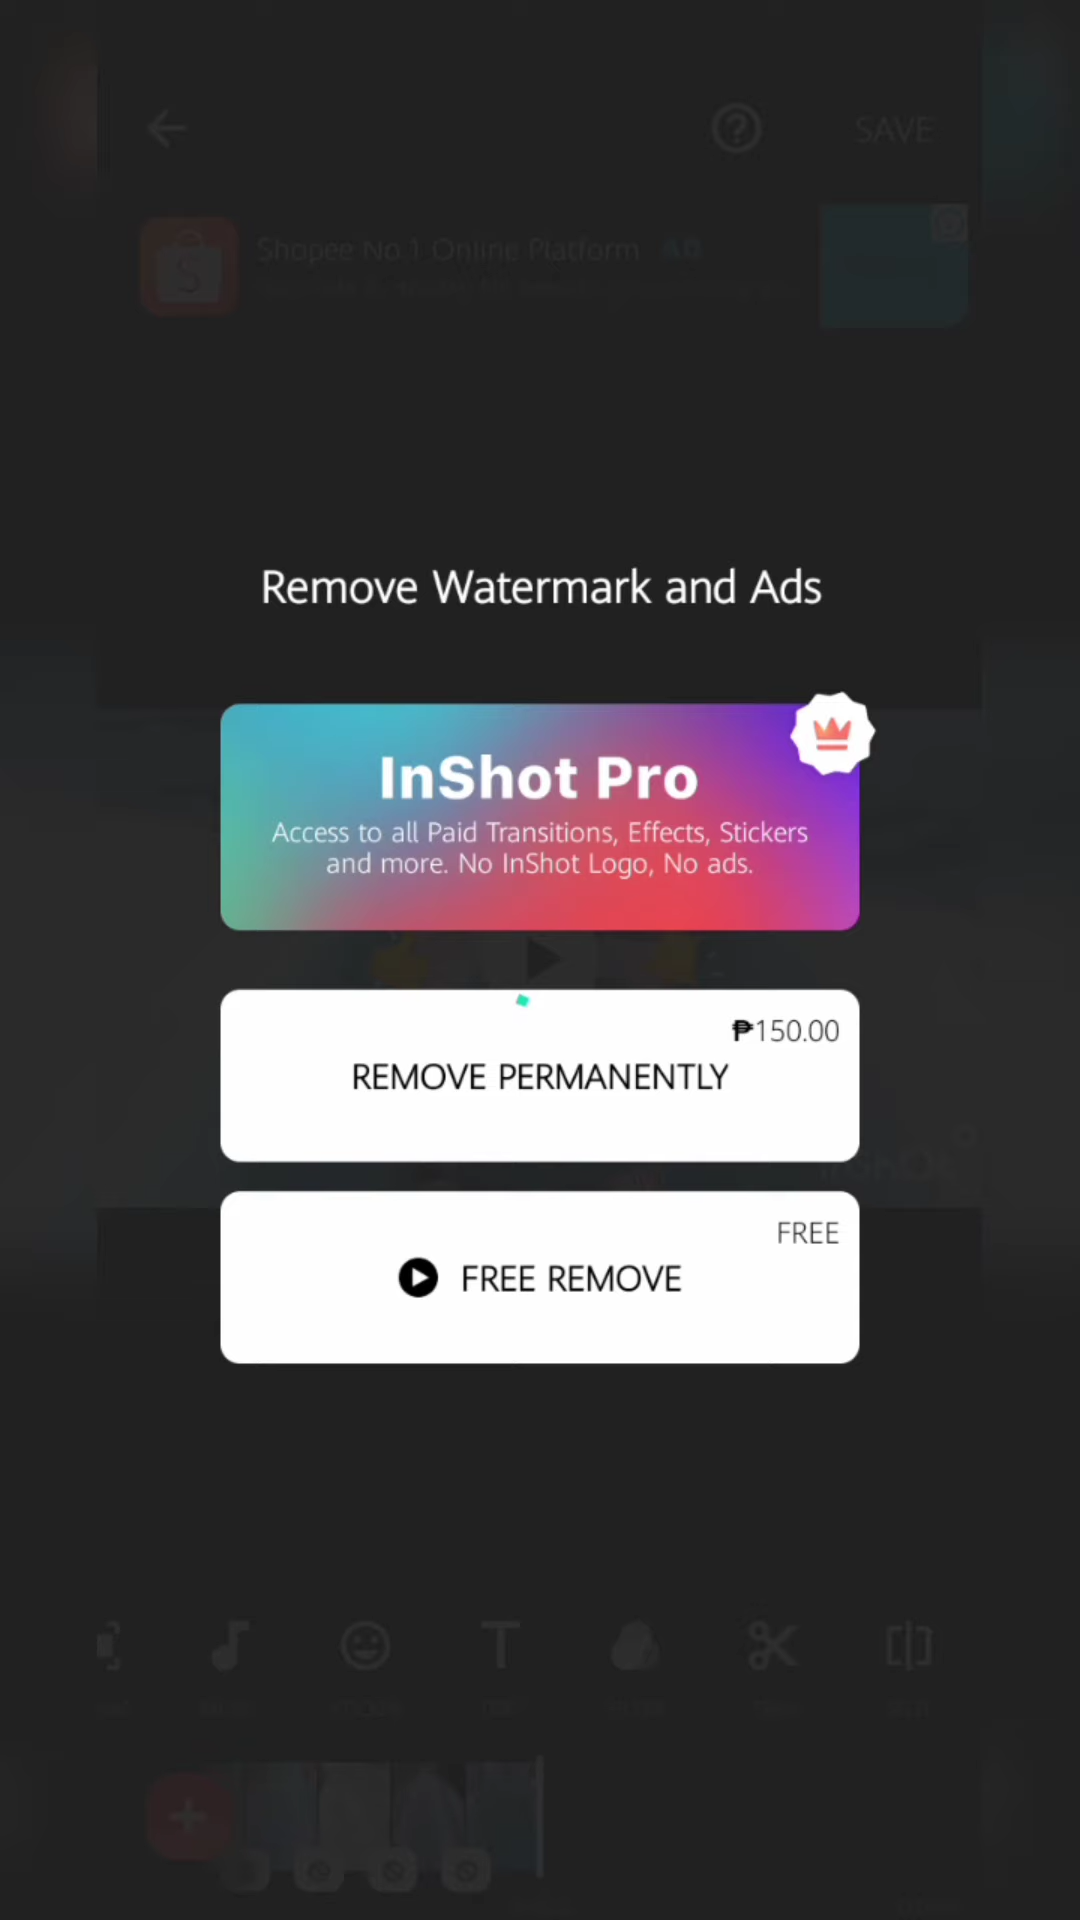 SAVE
Shopee No.1 Online Platform AD
Remove Watermark and Ads
InShot Pro
Access to all Paid Transitions, Effects, Stickers
and more. No InShot Logo, No ads.
₱150.00
REMOVE PERMANENTLY
FREE
FREE REMOVE